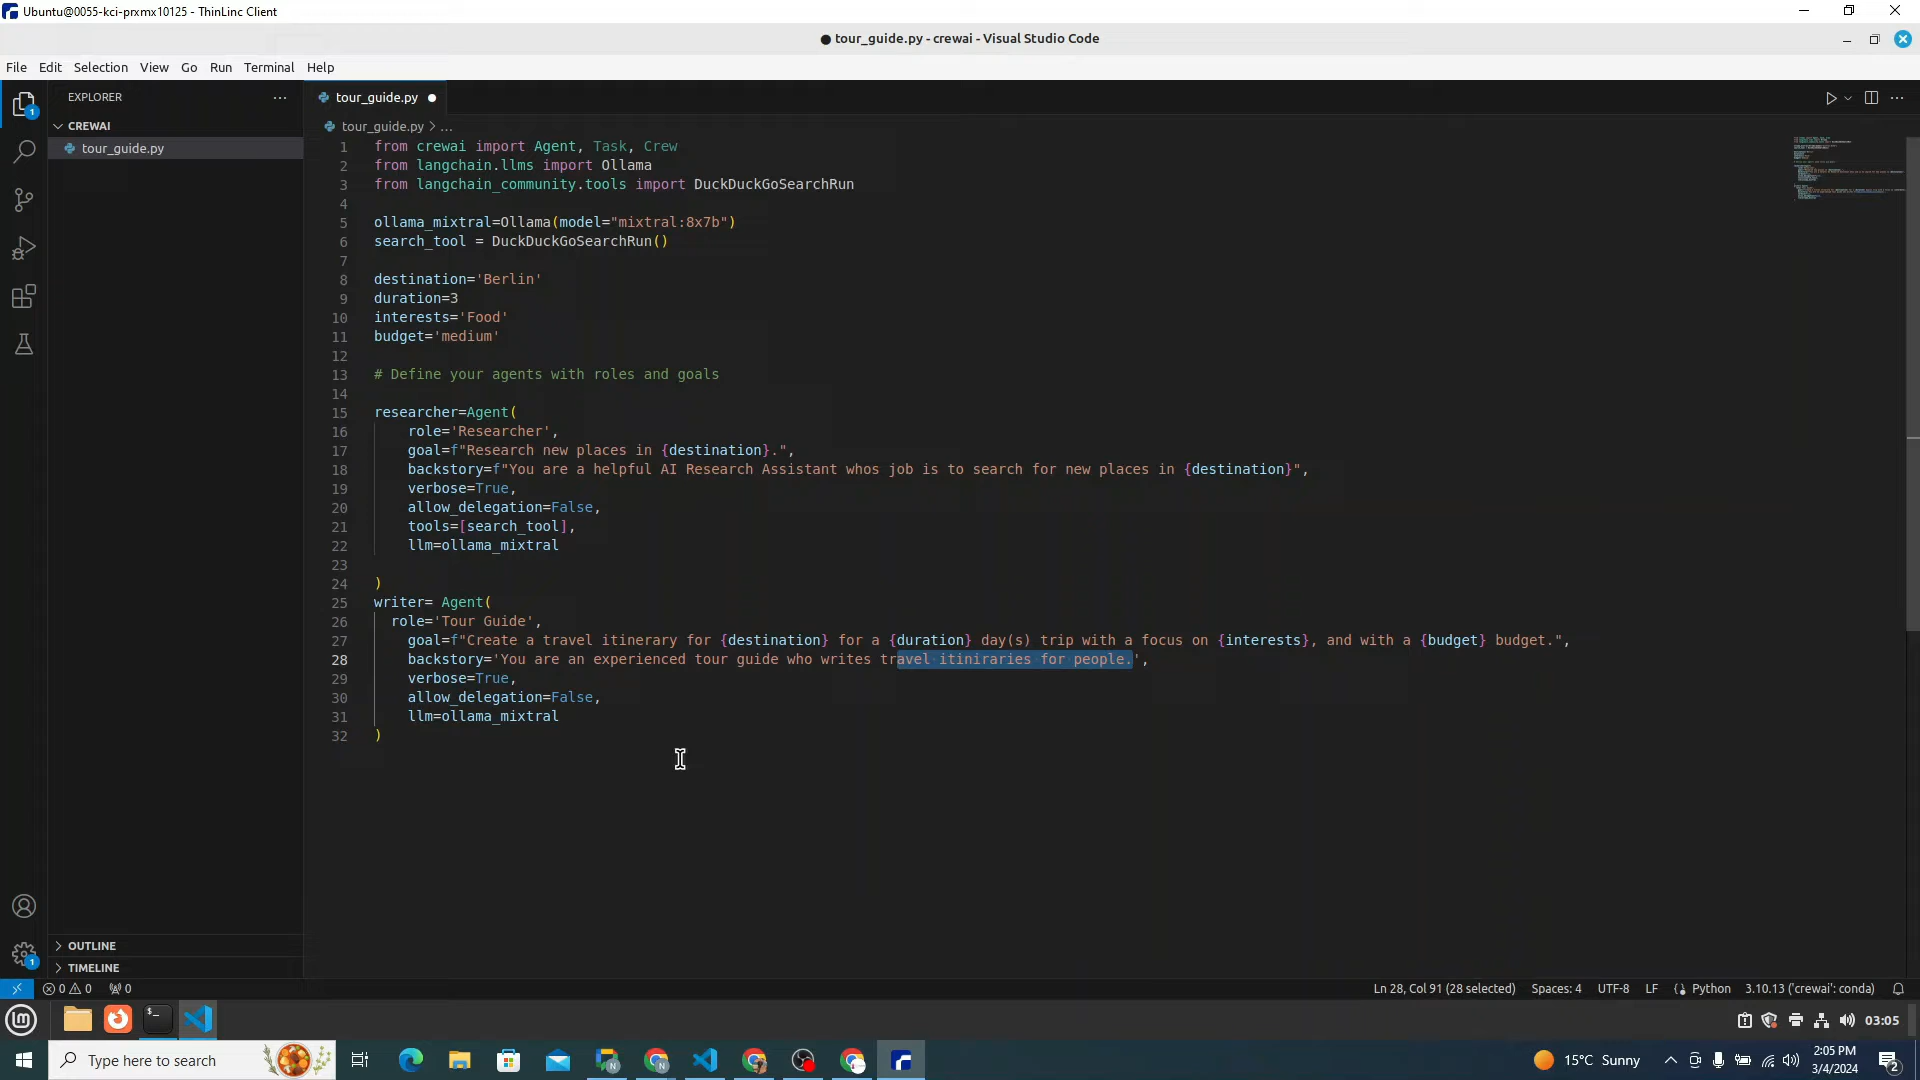 Ubuntu@0055-kci-prxmx10125 - ThinLinc Client
● tour_guide.py - crewai - Visual Studio Code
File Edit Selection View Go Run Terminal Help
EXPLORER
tour_guide.py
CREWAI
tour_guide.py > ...
tour_guide.py
1 from crewai import Agent, Task, Crew
2 from langchain.llms import Ollama
3 from langchain_community.tools import DuckDuckGoSearchRun
4
5 ollama_mixtral=Ollama(model="mixtral:8x7b")
6 search_tool = DuckDuckGoSearchRun()
7
8 destination='Berlin'
9 duration=3
10 interests='Food'
11 budget='medium'
12
13 # Define your agents with roles and goals
14
15 researcher=Agent(
16 role='Researcher',
17 goal=f"Research new places in {destination}.",
18 backstory=f"You are a helpful AI Research Assistant whos job is to search for new places in {destination}",
19 verbose=True,
20 allow_delegation=False,
21 tools=[search_tool],
22 llm=ollama_mixtral
23
24 )
25 writer= Agent(
26 role='Tour Guide',
27 goal=f"Create a travel itinerary for {destination} for a {duration} day(s) trip with a focus on {interests}, and with a {budget} budget.",
28 backstory='You are an experienced tour guide who writes travel itiniraries for people.',
29 verbose=True,
30 allow_delegation=False,
31 llm=ollama_mixtral
32 )
OUTLINE
TIMELINE
0 0 0 Ln 28, Col 91 (28 selected) Spaces: 4 UTF-8 LF Python 3.10.13 ('crewai': conda)
03:05
Type here to search
15°C Sunny
2:05 PM
3/4/2024
2